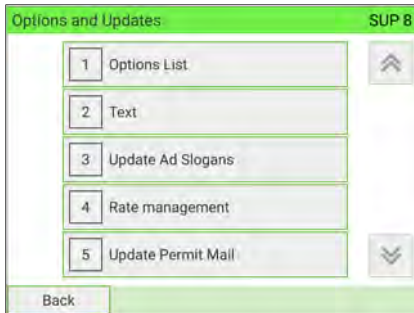 Options and Updates SUP 8
1 Options List
2 Text
3 Update Ad Slogans
4 Rate management
5 Update Permit Mail
Back